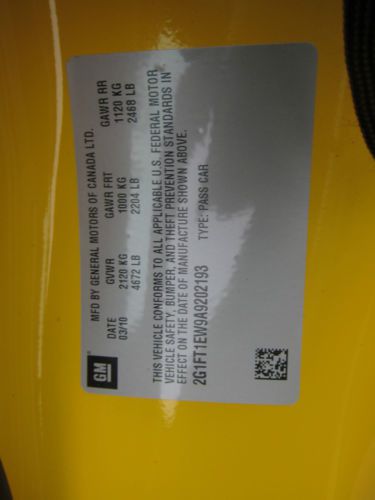 GM
MFD BY GENERAL MOTORS OF CANADA LTD.
DATE GVWR GAWR FRT GAWR RR
03/10 2120 KG 1000 KG 1120 KG
4672 LB 2204 LB 2468 LB
THIS VEHICLE CONFORMS TO ALL APPLICABLE U.S. FEDERAL MOTOR
VEHICLE SAFETY, BUMPER, AND THEFT PREVENTION STANDARDS IN
EFFECT ON THE DATE OF MANUFACTURE SHOWN ABOVE.
2G1FT1EW9A9202193 TYPE: PASS CAR